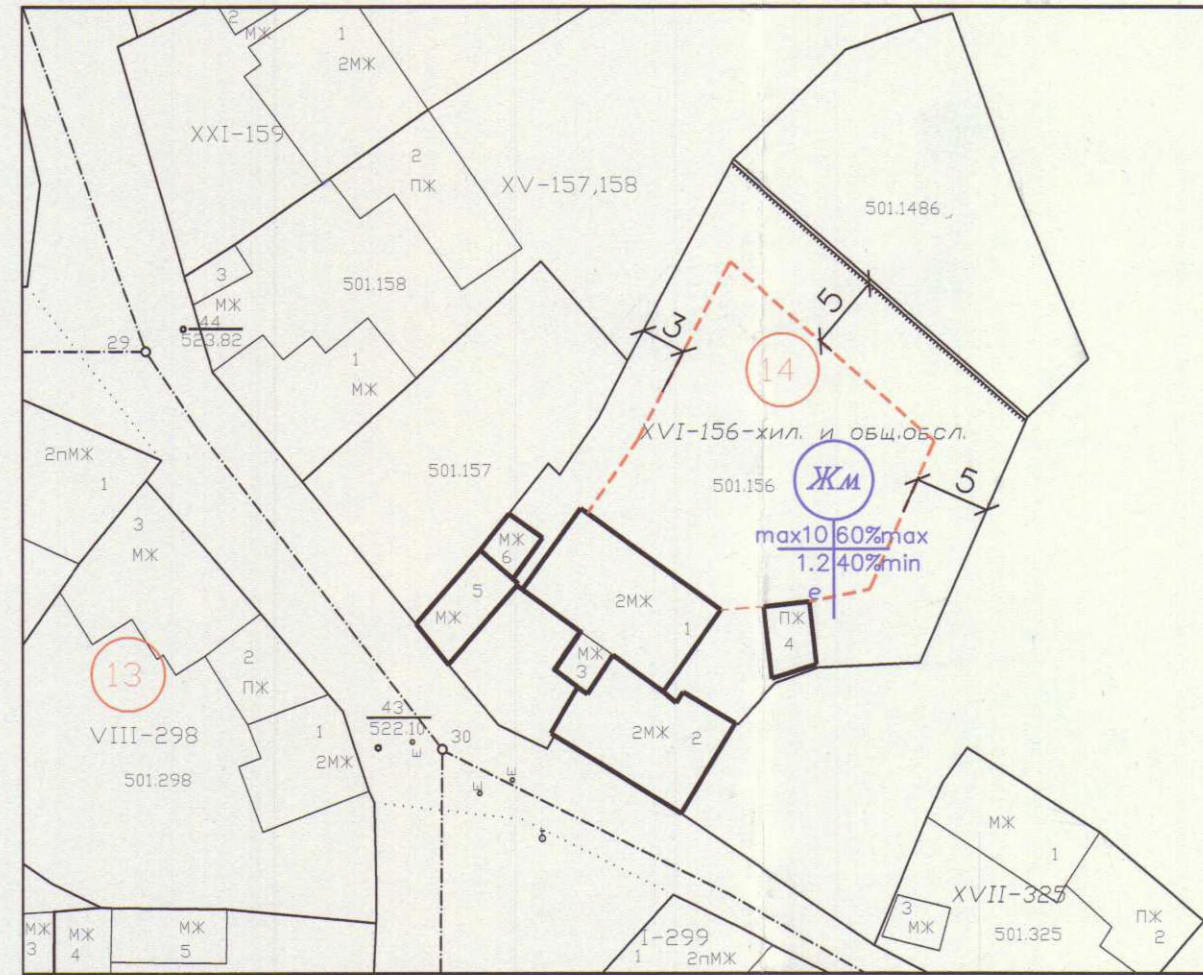 2
МЖ
1
2МЖ
XXI-159
2
ПЖ
XV-157,158
501.1486
3
МЖ
501.158
44
523.82
29
1
МЖ
3
5
14
2пМЖ
1
501.157
XVI-156-жил. и общ.обсл.
501.156
Жм
5
3
МЖ
max10 60%max
1.2 40%min
е
МЖ
6
5
МЖ
2МЖ
1
ПЖ
4
МЖ
3
13
2
ПЖ
VIII-298
501.298
1
2МЖ
43
522.10
30
2МЖ
2
МЖ
1
XVII-325
501.325
3
МЖ
ПЖ
2
МЖ
3
МЖ
4
МЖ
5
I-299
1
2пМЖ